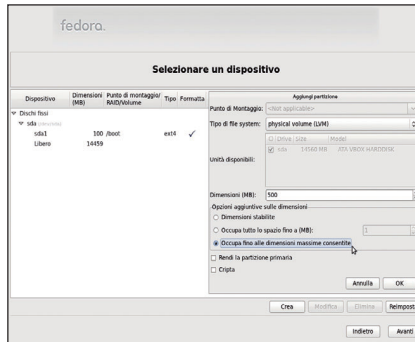 fedora.
Selezionare un dispositivo
Dispositivo
Dimensioni (MB)
Punto di montaggio/ RAID/Volume
Tipo
Formatta
Dischi fissi
sda
sda1 100 /boot ext4 ✓
Libero 14459
Aggiungi partizione
Punto di Montaggio: <Not applicable>
Tipo di file system: physical volume (LVM)
Drive Size Model
sda 14560 MB ATA VBOX HARDDISK
Unità disponibili:
Dimensioni (MB): 500
Opzioni aggiuntive sulle dimensioni
Dimensioni stabilite
Occupa tutto lo spazio fino a (MB): 1
Occupa fino alle dimensioni massime consentite
Rendi la partizione primaria
Cripta
Annulla OK
Crea Modifica Elimina Reimpost
Indietro Avanti